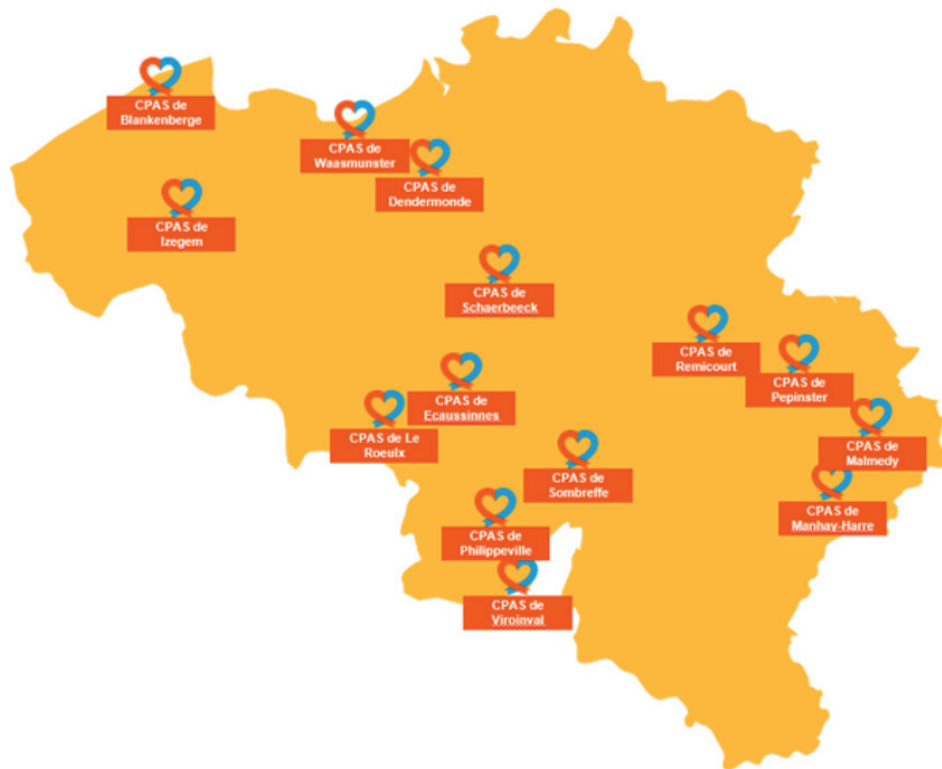 CPAS de
Blankenberge
CPAS de
Waasmunster
CPAS de
Dendermonde
CPAS de
Izegem
CPAS de
Schaerbeeck
CPAS de
Remicourt
CPAS de
Pepinster
CPAS de
Ecaussinnes
CPAS de Le
Roeulx
CPAS de
Malmedy
CPAS de
Sombreffe
CPAS de
Manhay-Harre
CPAS de
Philippeville
CPAS de
Viroinval